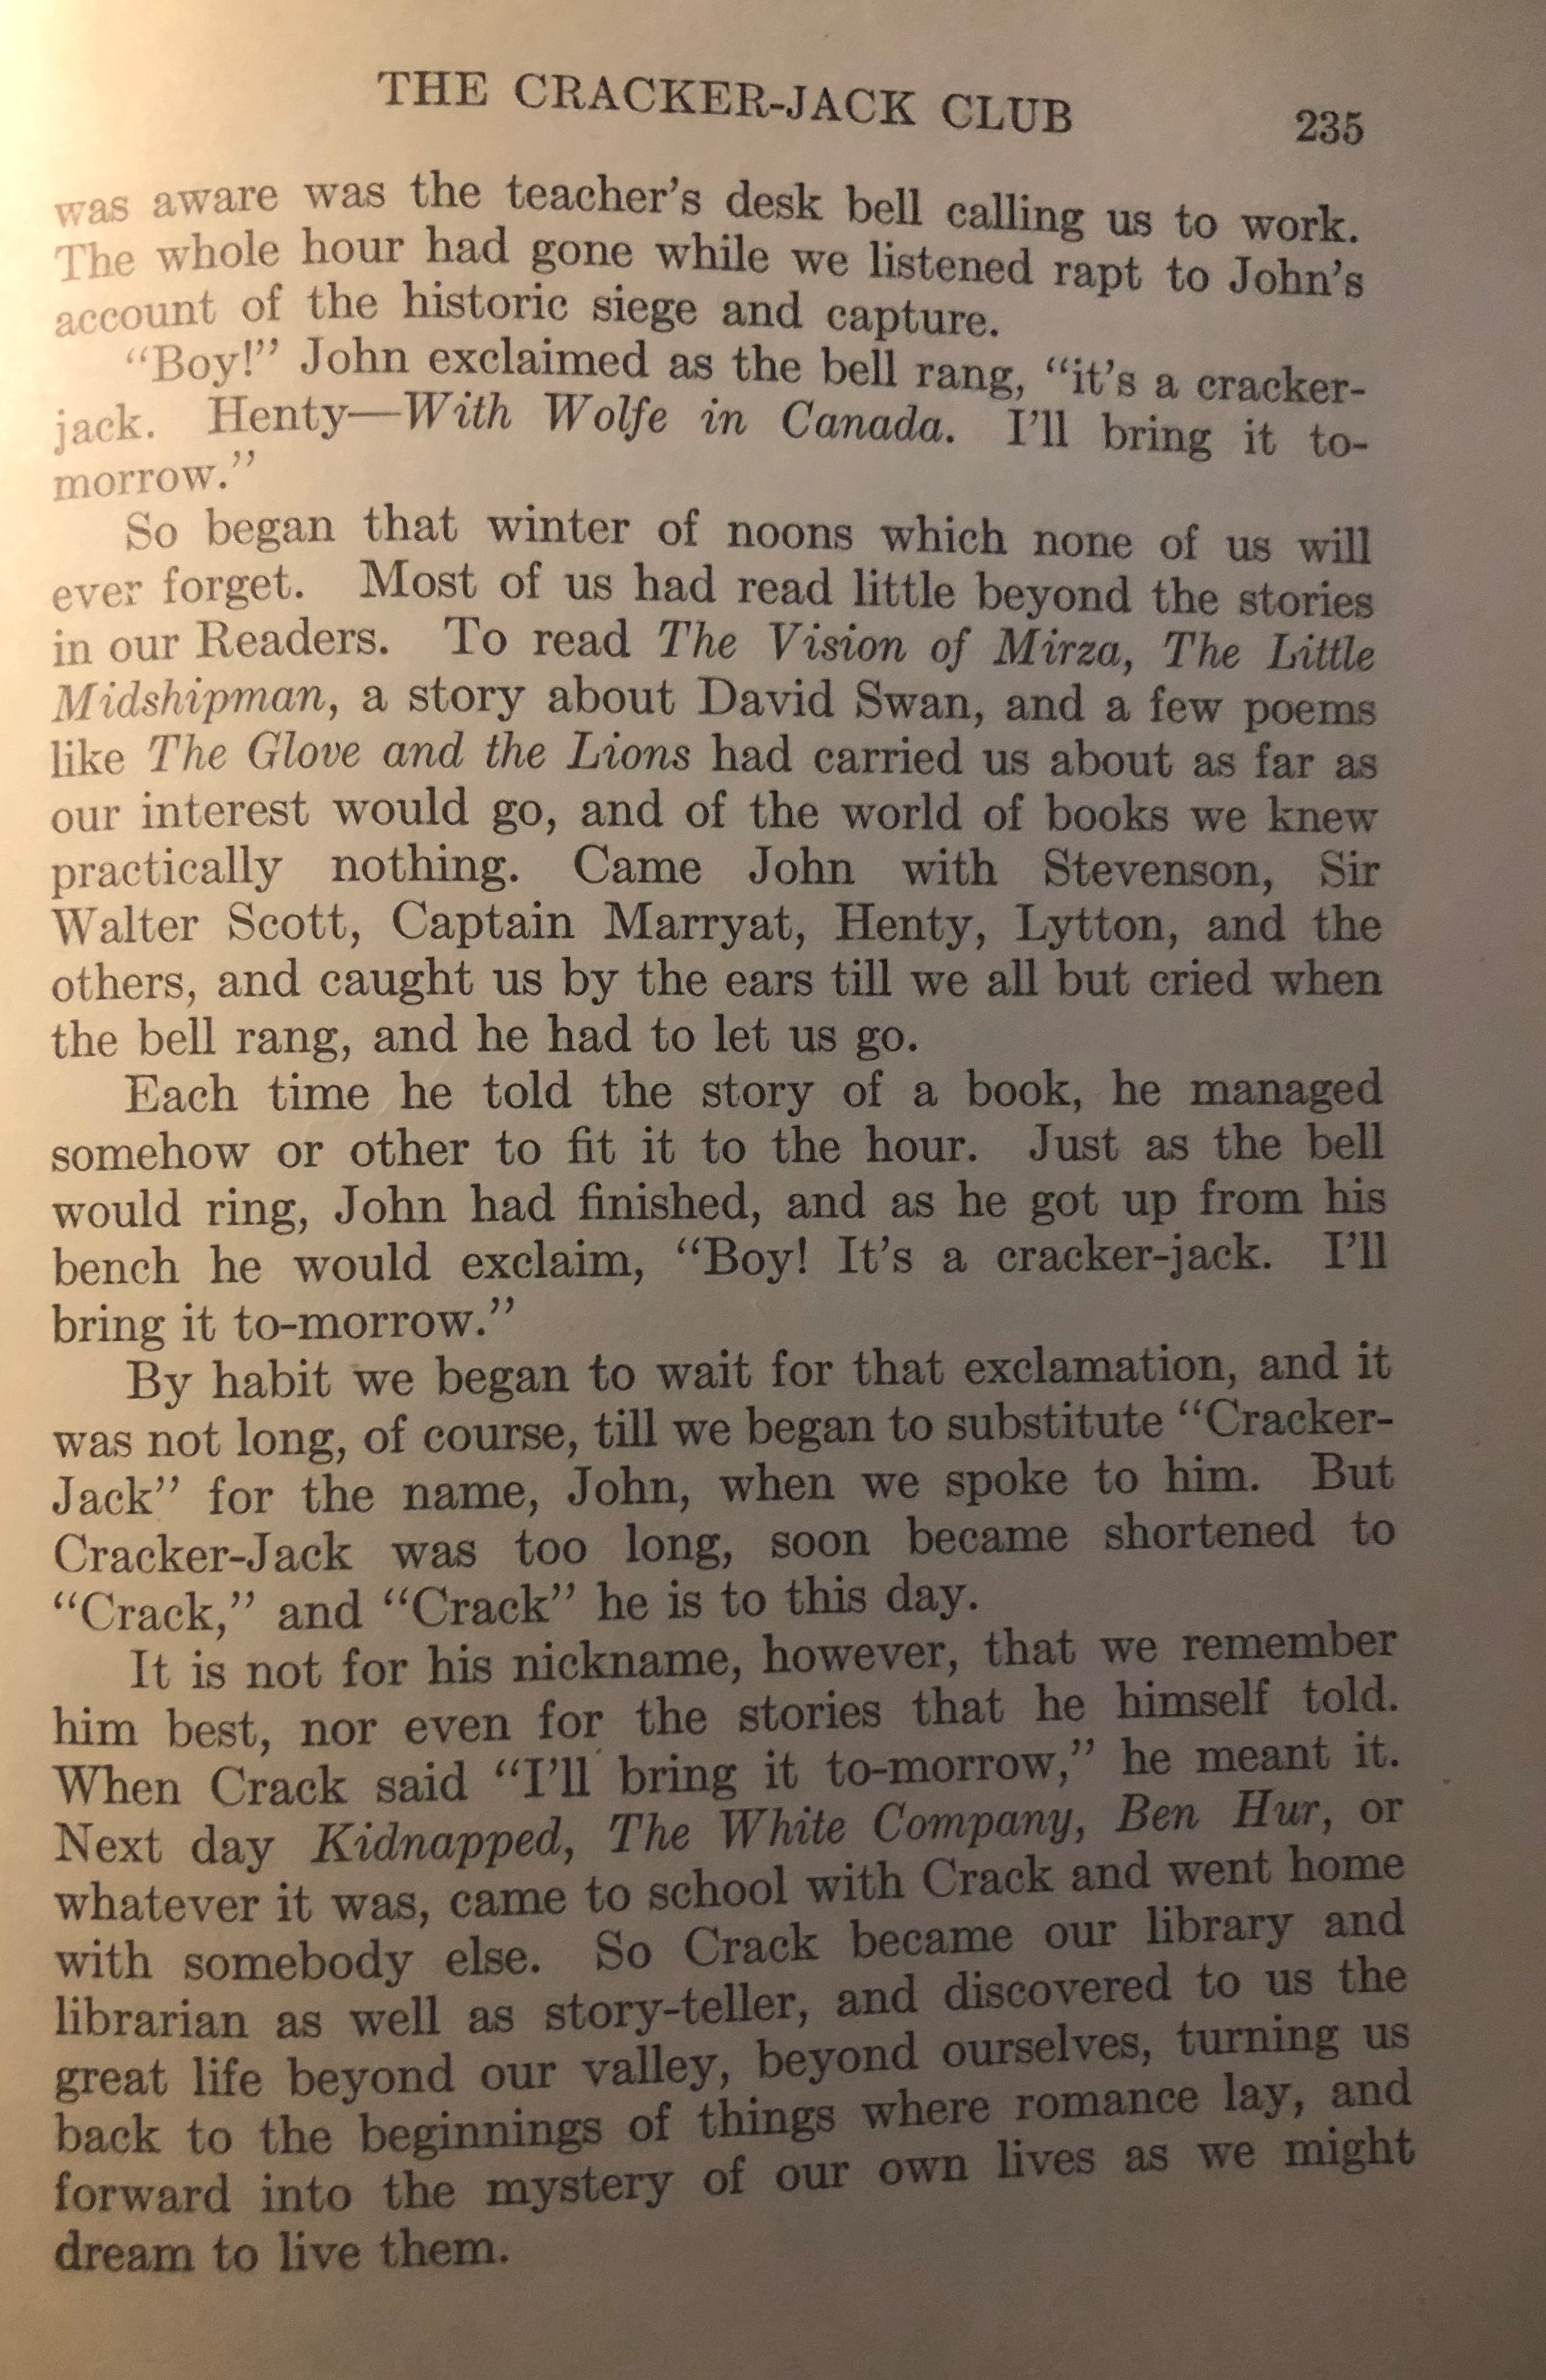 THE CRACKER-JACK CLUB 235
was aware was the teacher's desk bell calling us to work.
The whole hour had gone while we listened rapt to John's
account of the historic siege and capture.
“Boy!” John exclaimed as the bell rang, “it's a cracker-
jack. Henty—With Wolfe in Canada. I'll bring it to-
morrow.”
So began that winter of noons which none of us will
ever forget. Most of us had read little beyond the stories
in our Readers. To read The Vision of Mirza, The Little
Midshipman, a story about David Swan, and a few poems
like The Glove and the Lions had carried us about as far as
our interest would go, and of the world of books we knew
practically nothing. Came John with Stevenson, Sir
Walter Scott, Captain Marryat, Henty, Lytton, and the
others, and caught us by the ears till we all but cried when
the bell rang, and he had to let us go.
Each time he told the story of a book, he managed
somehow or other to fit it to the hour. Just as the bell
would ring, John had finished, and as he got up from his
bench he would exclaim, “Boy! It's a cracker-jack. I'll
bring it to-morrow.”
By habit we began to wait for that exclamation, and it
was not long, of course, till we began to substitute “Cracker-
Jack” for the name, John, when we spoke to him. But
Cracker-Jack was too long, soon became shortened to
“Crack,” and “Crack” he is to this day.
It is not for his nickname, however, that we remember
him best, nor even for the stories that he himself told.
When Crack said “I'll bring it to-morrow,” he meant it.
Next day Kidnapped, The White Company, Ben Hur, or
whatever it was, came to school with Crack and went home
with somebody else. So Crack became our library and
librarian as well as story-teller, and discovered to us the
great life beyond our valley, beyond ourselves, turning us
back to the beginnings of things where romance lay, and
forward into the mystery of our own lives as we might
dream to live them.